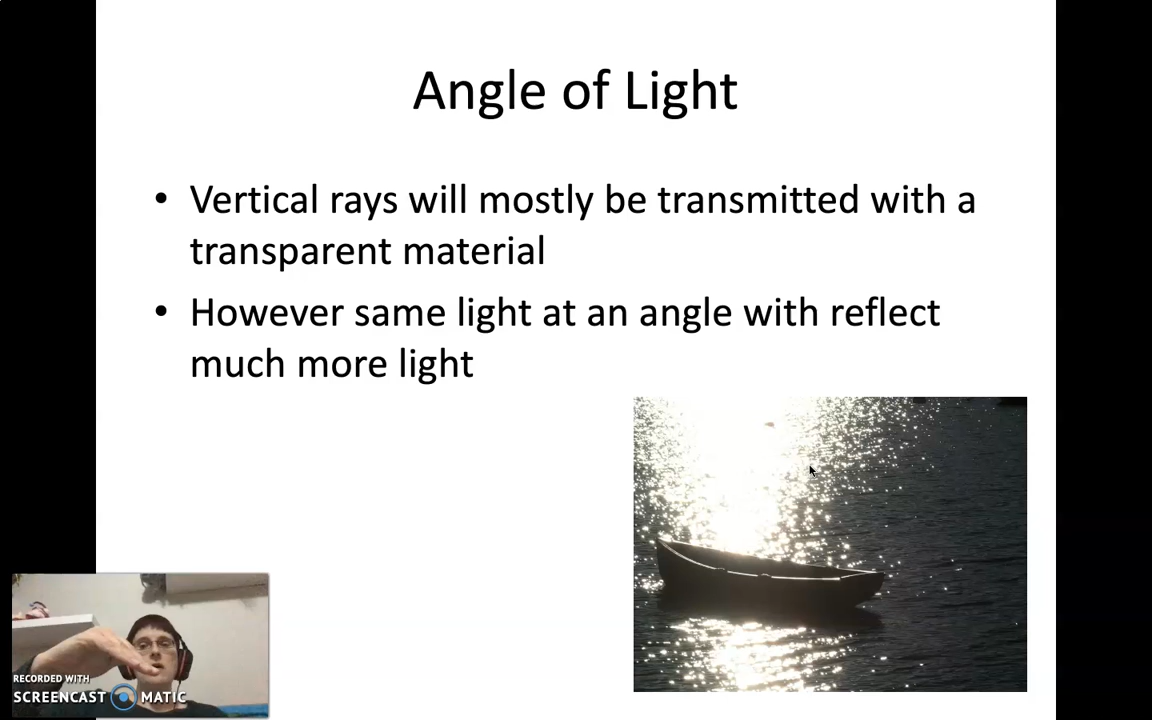 Angle of Light
• Vertical rays will mostly be transmitted with a
transparent material
• However same light at an angle with reflect
much more light
RECORDED WITH
SCREENCAST MATIC